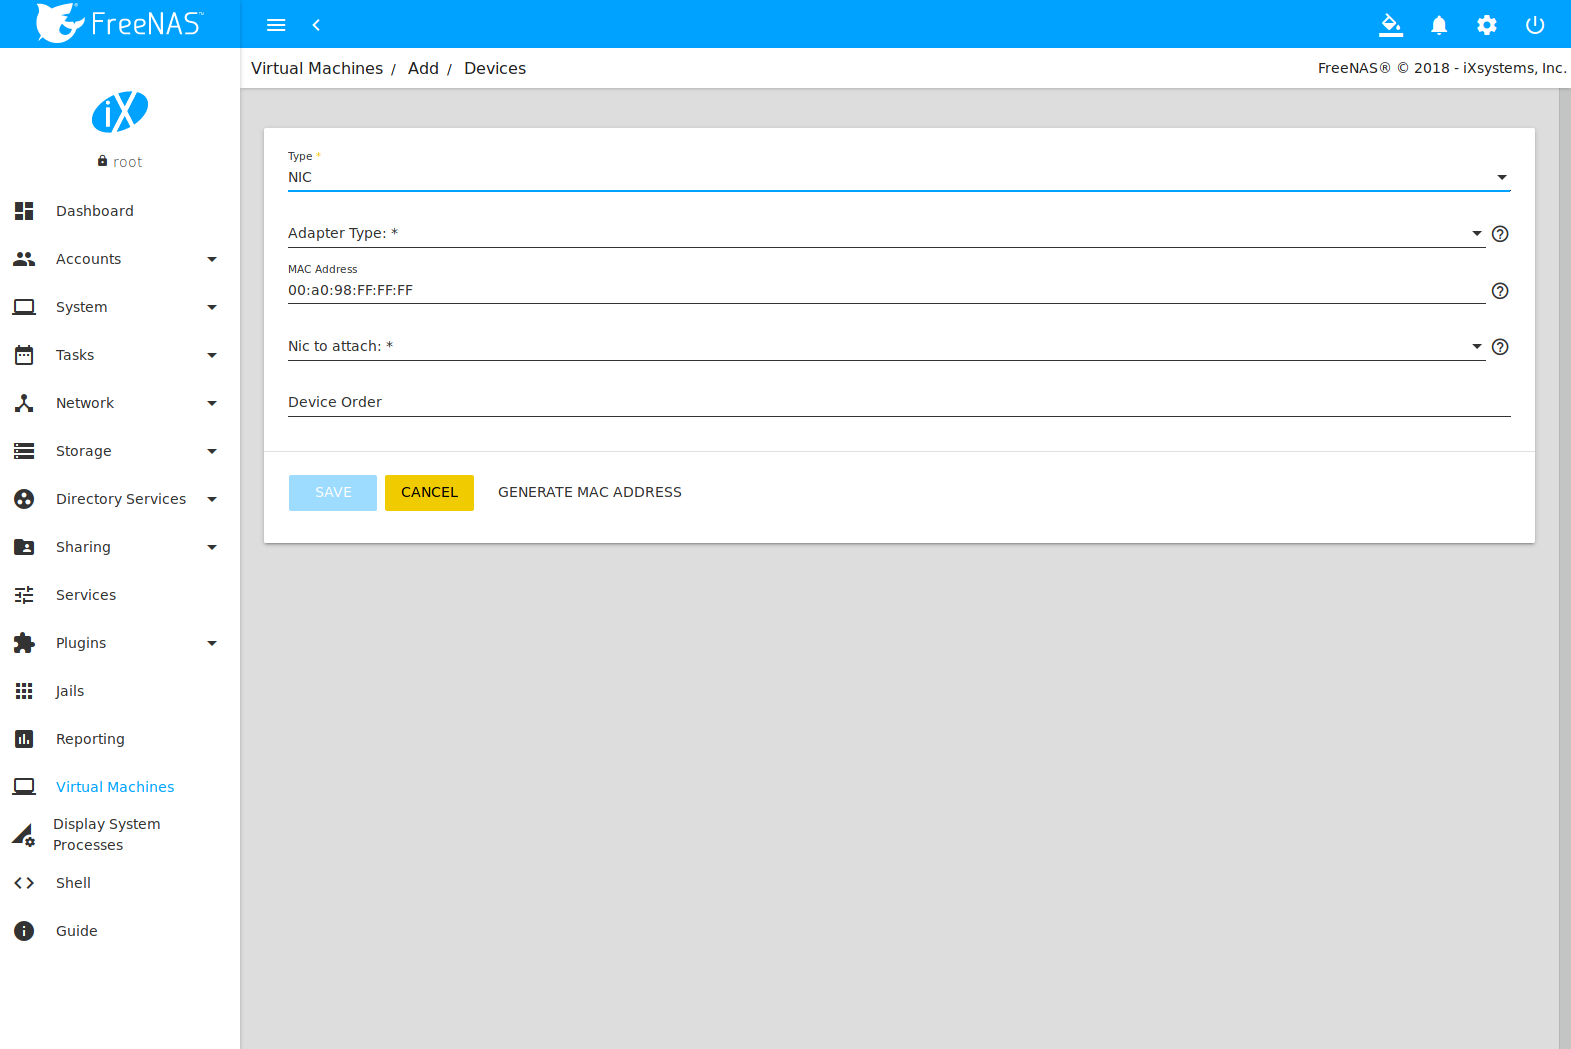 FreeNAS™
Virtual Machines / Add / Devices
FreeNAS® © 2018 - iXsystems, Inc.
iX
root
Dashboard
Accounts
System
Tasks
Network
Storage
Directory Services
Sharing
Services
Plugins
Jails
Reporting
Virtual Machines
Display System
Processes
Shell
Guide
Type *
NIC
Adapter Type: *
MAC Address
00:a0:98:FF:FF:FF
Nic to attach: *
Device Order
SAVE CANCEL GENERATE MAC ADDRESS